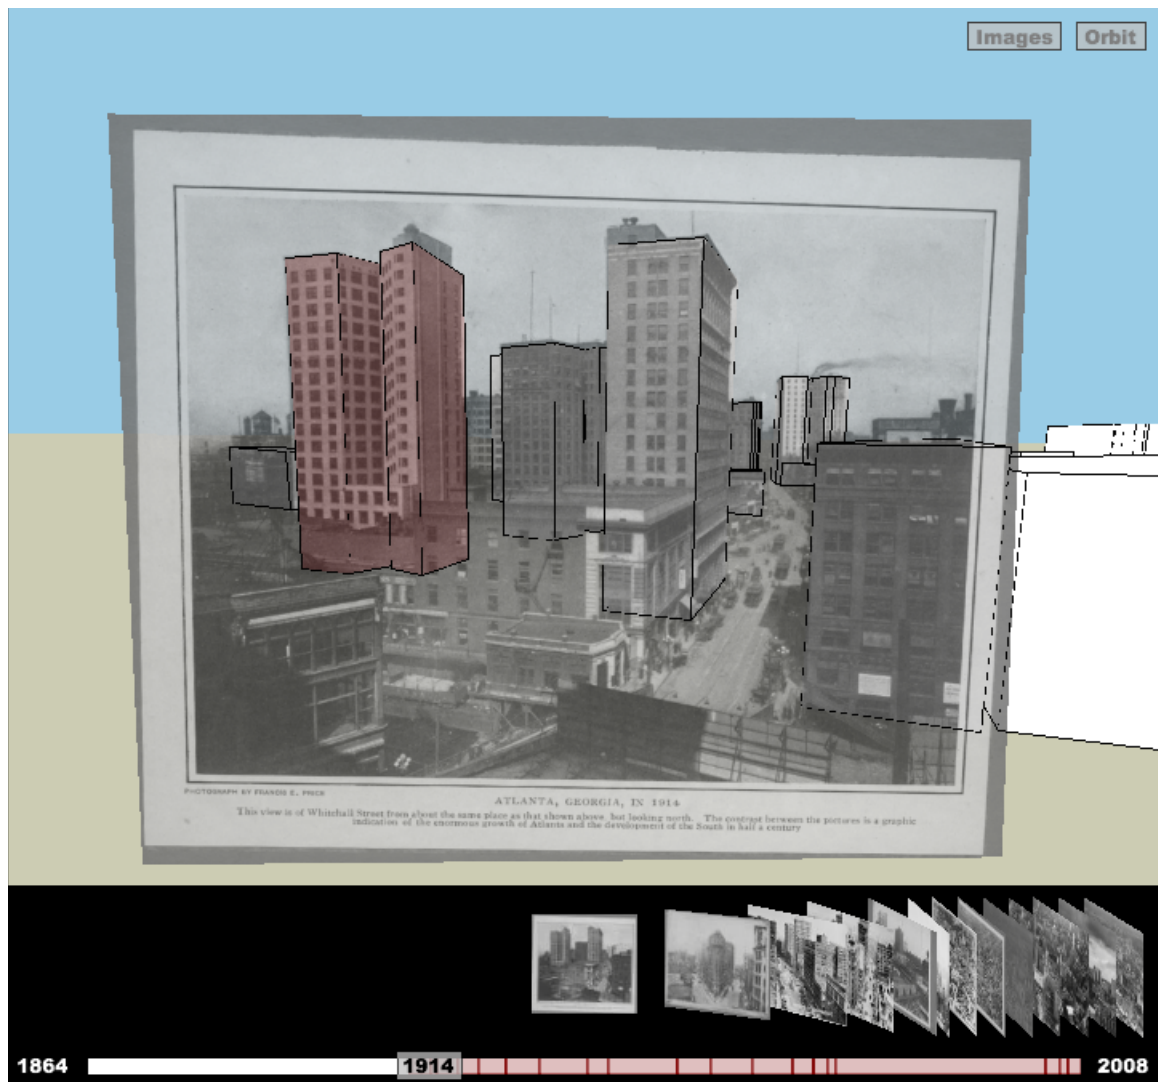 Images Orbit
PHOTOGRAPH BY FRANCIS E. PRICE
ATLANTA, GEORGIA, IN 1914
This view is of Whitehall Street from about the same place as that shown above, but looking north. The contrast between the pictures is a graphic
indication of the enormous growth of Atlanta and the development of the South in half a century
1864 1914 2008